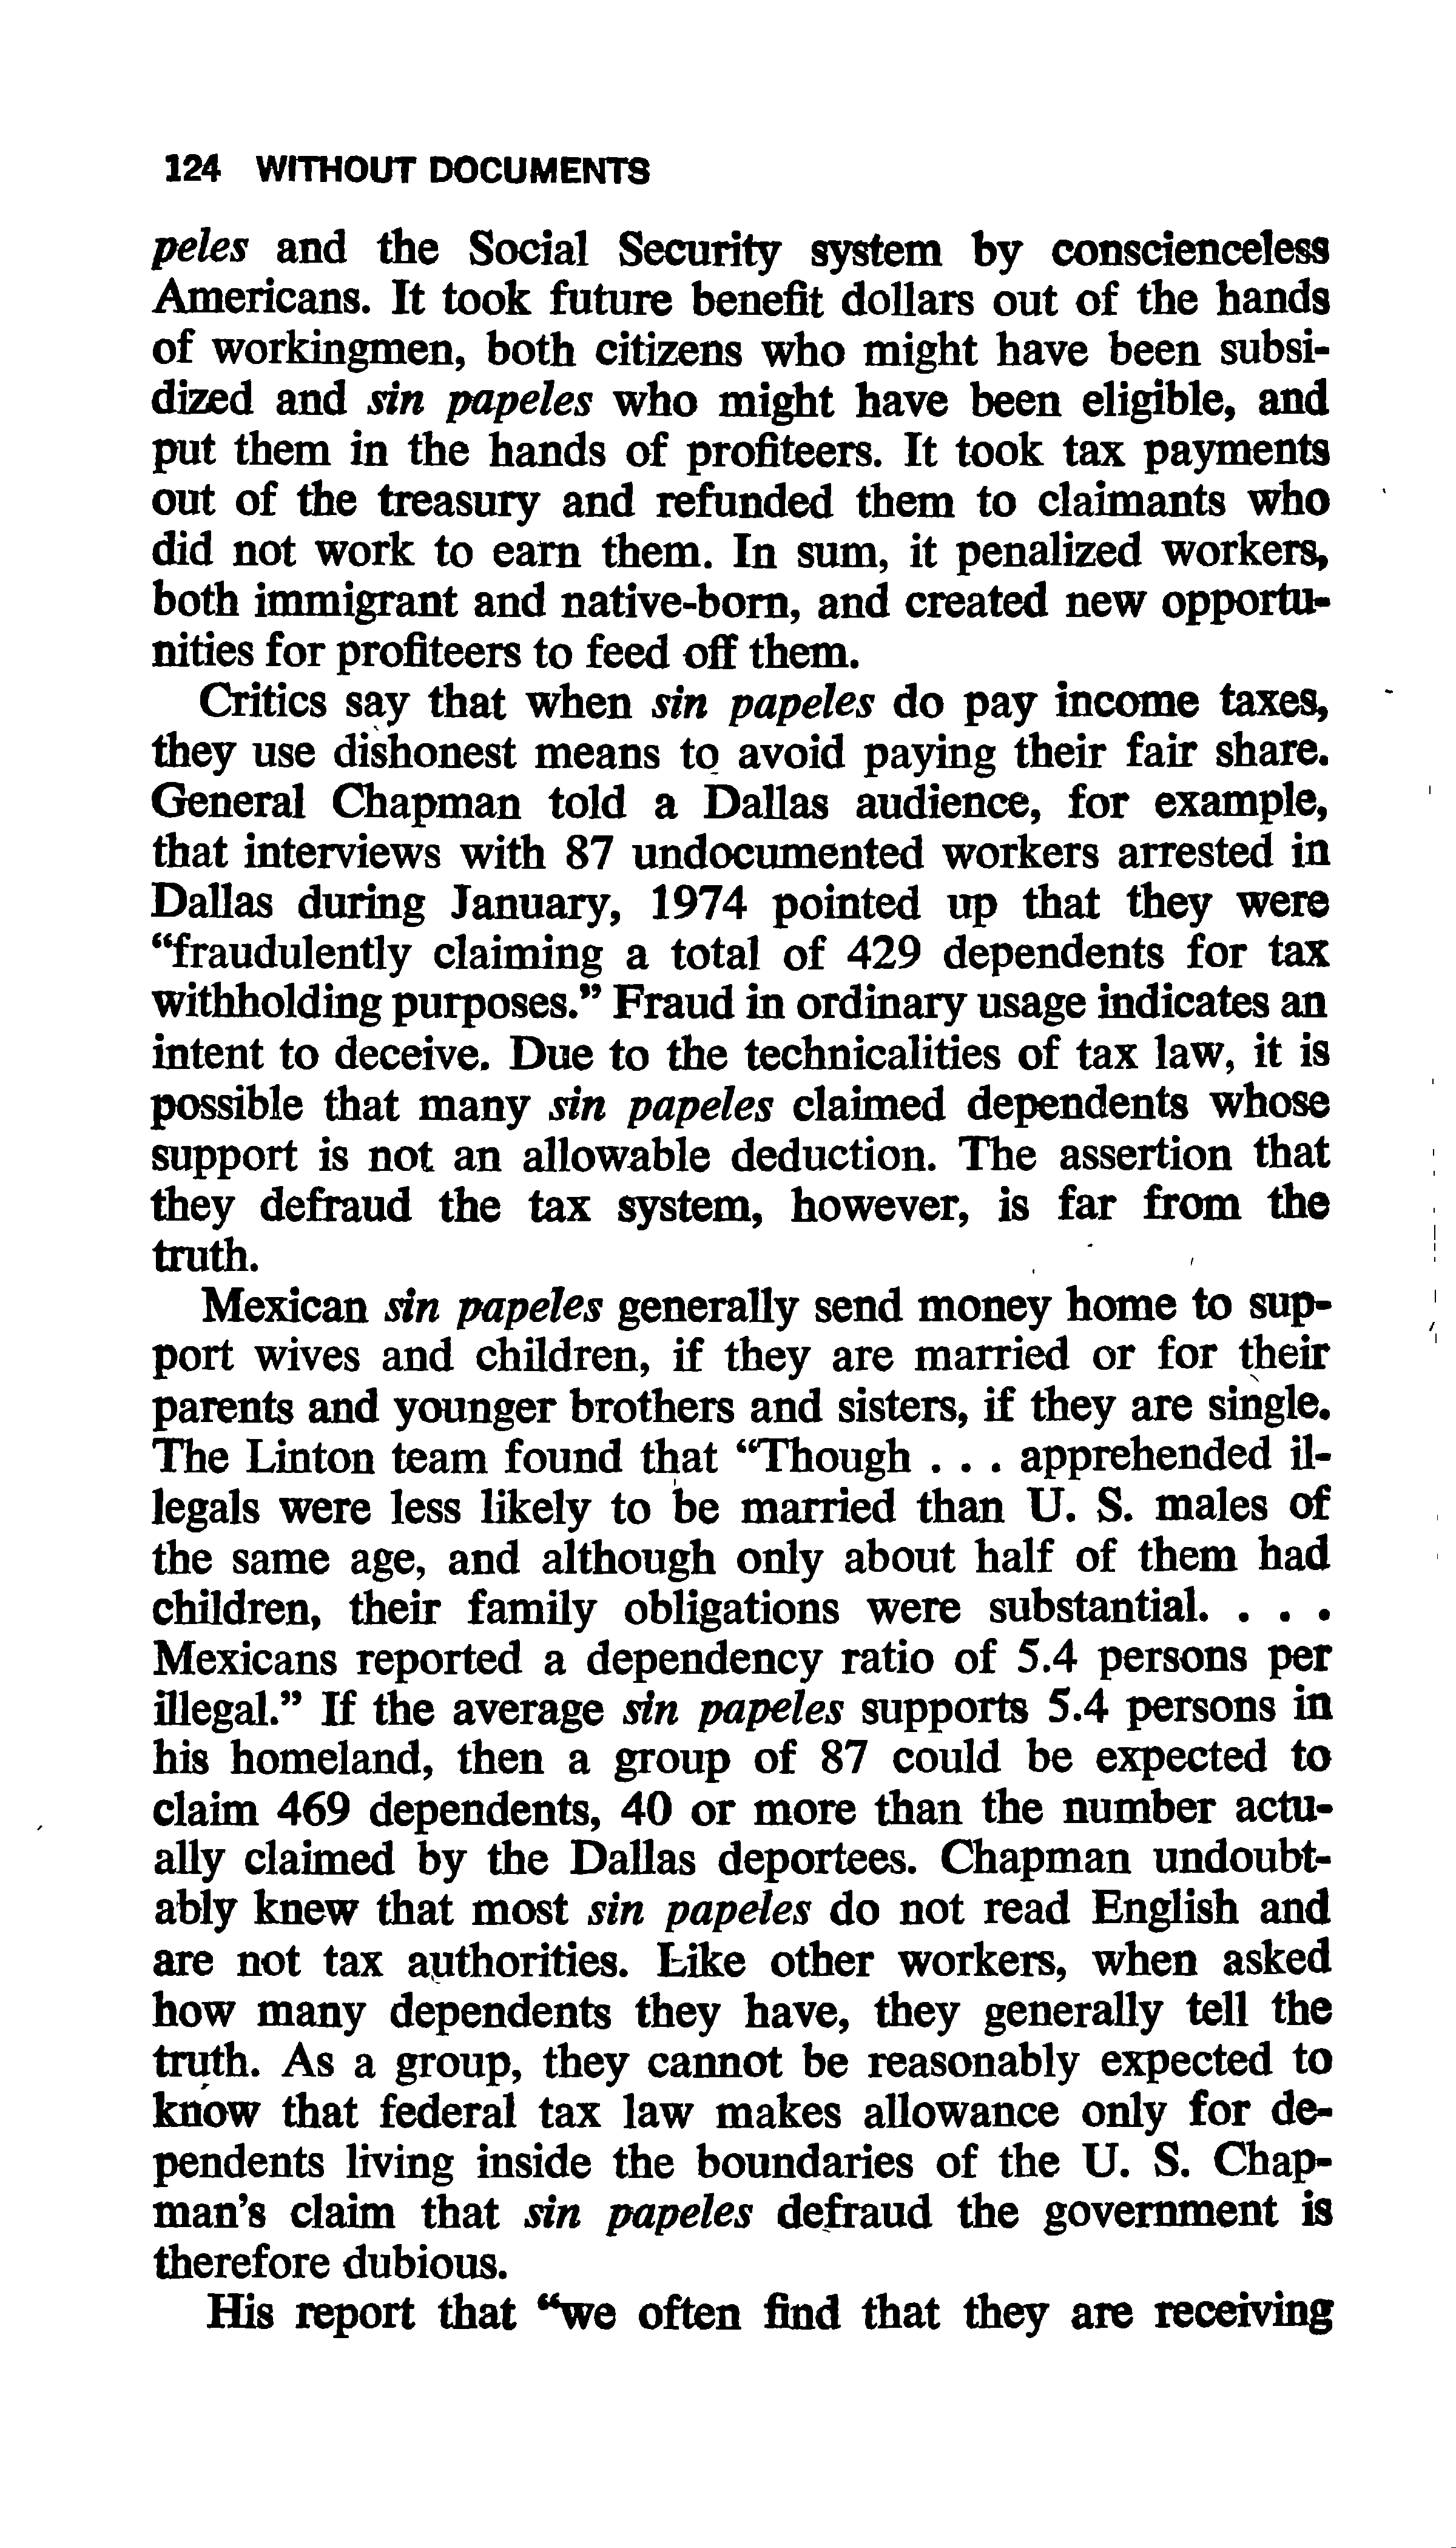 124 WITHOUT DOCUMENTS
peles and the Social Security system by conscienceless
Americans. It took future benefit dollars out of the hands
of workingmen, both citizens who might have been subsi-
dized and sin papeles who might have been eligible, and
put them in the hands of profiteers. It took tax payments
out of the treasury and refunded them to claimants who
did not work to earn them. In sum, it penalized workers,
both immigrant and native-born, and created new opportu-
nities for profiteers to feed off them.
Critics say that when sin papeles do pay income taxes,
they use dishonest means to avoid paying their fair share.
General Chapman told a Dallas audience, for example,
that interviews with 87 undocumented workers arrested in
Dallas during January, 1974 pointed up that they were
“fraudulently claiming a total of 429 dependents for tax
withholding purposes.” Fraud in ordinary usage indicates an
intent to deceive. Due to the technicalities of tax law, it is
possible that many sin papeles claimed dependents whose
support is not an allowable deduction. The assertion that
they defraud the tax system, however, is far from the
truth.
Mexican sin papeles generally send money home to sup-
port wives and children, if they are married or for their
parents and younger brothers and sisters, if they are single.
The Linton team found that “Though . . . apprehended il-
legals were less likely to be married than U. S. males of
the same age, and although only about half of them had
children, their family obligations were substantial. . . .
Mexicans reported a dependency ratio of 5.4 persons per
illegal.” If the average sin papeles supports 5.4 persons in
his homeland, then a group of 87 could be expected to
claim 469 dependents, 40 or more than the number actu-
ally claimed by the Dallas deportees. Chapman undoubt-
ably knew that most sin papeles do not read English and
are not tax authorities. Like other workers, when asked
how many dependents they have, they generally tell the
truth. As a group, they cannot be reasonably expected to
know that federal tax law makes allowance only for de-
pendents living inside the boundaries of the U. S. Chap-
man’s claim that sin papeles defraud the government is
therefore dubious.
His report that “we often find that they are receiving